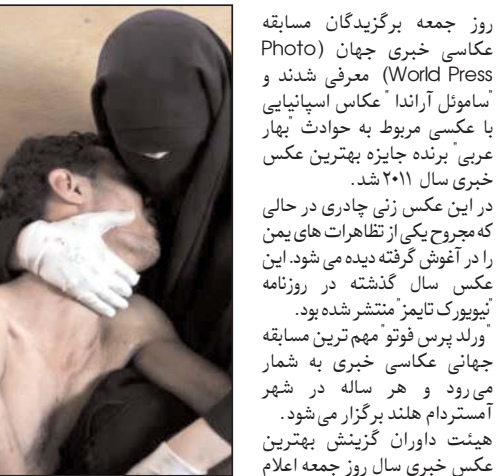 روز جمعه برگزیدگان مسابقه
عکاسی خبری جهان (Photo
World Press) معرفی شدند و
"ساموئل آراندا" عکاس اسپانیایی
با عکسی مربوط به حوادث "بهار
عربی" برنده جایزه بهترین عکس
خبری سال ۲۰۱۱ شد.
در این عکس زنی چادری در حالی
که مجروح یکی از تظاهرات های یمن
را در آغوش گرفته دیده می شود. این
عکس سال گذشته در روزنامه
"نیویورک تایمز" منتشر شده بود.
"ورلد پرس فوتو" مهم ترین مسابقه
جهانی عکاسی خبری به شمار
می‌رود و هر ساله در شهر
آمستردام هلند برگزار می‌شود.
هیئت داوران گزینش بهترین
عکس خبری سال روز جمعه اعلام